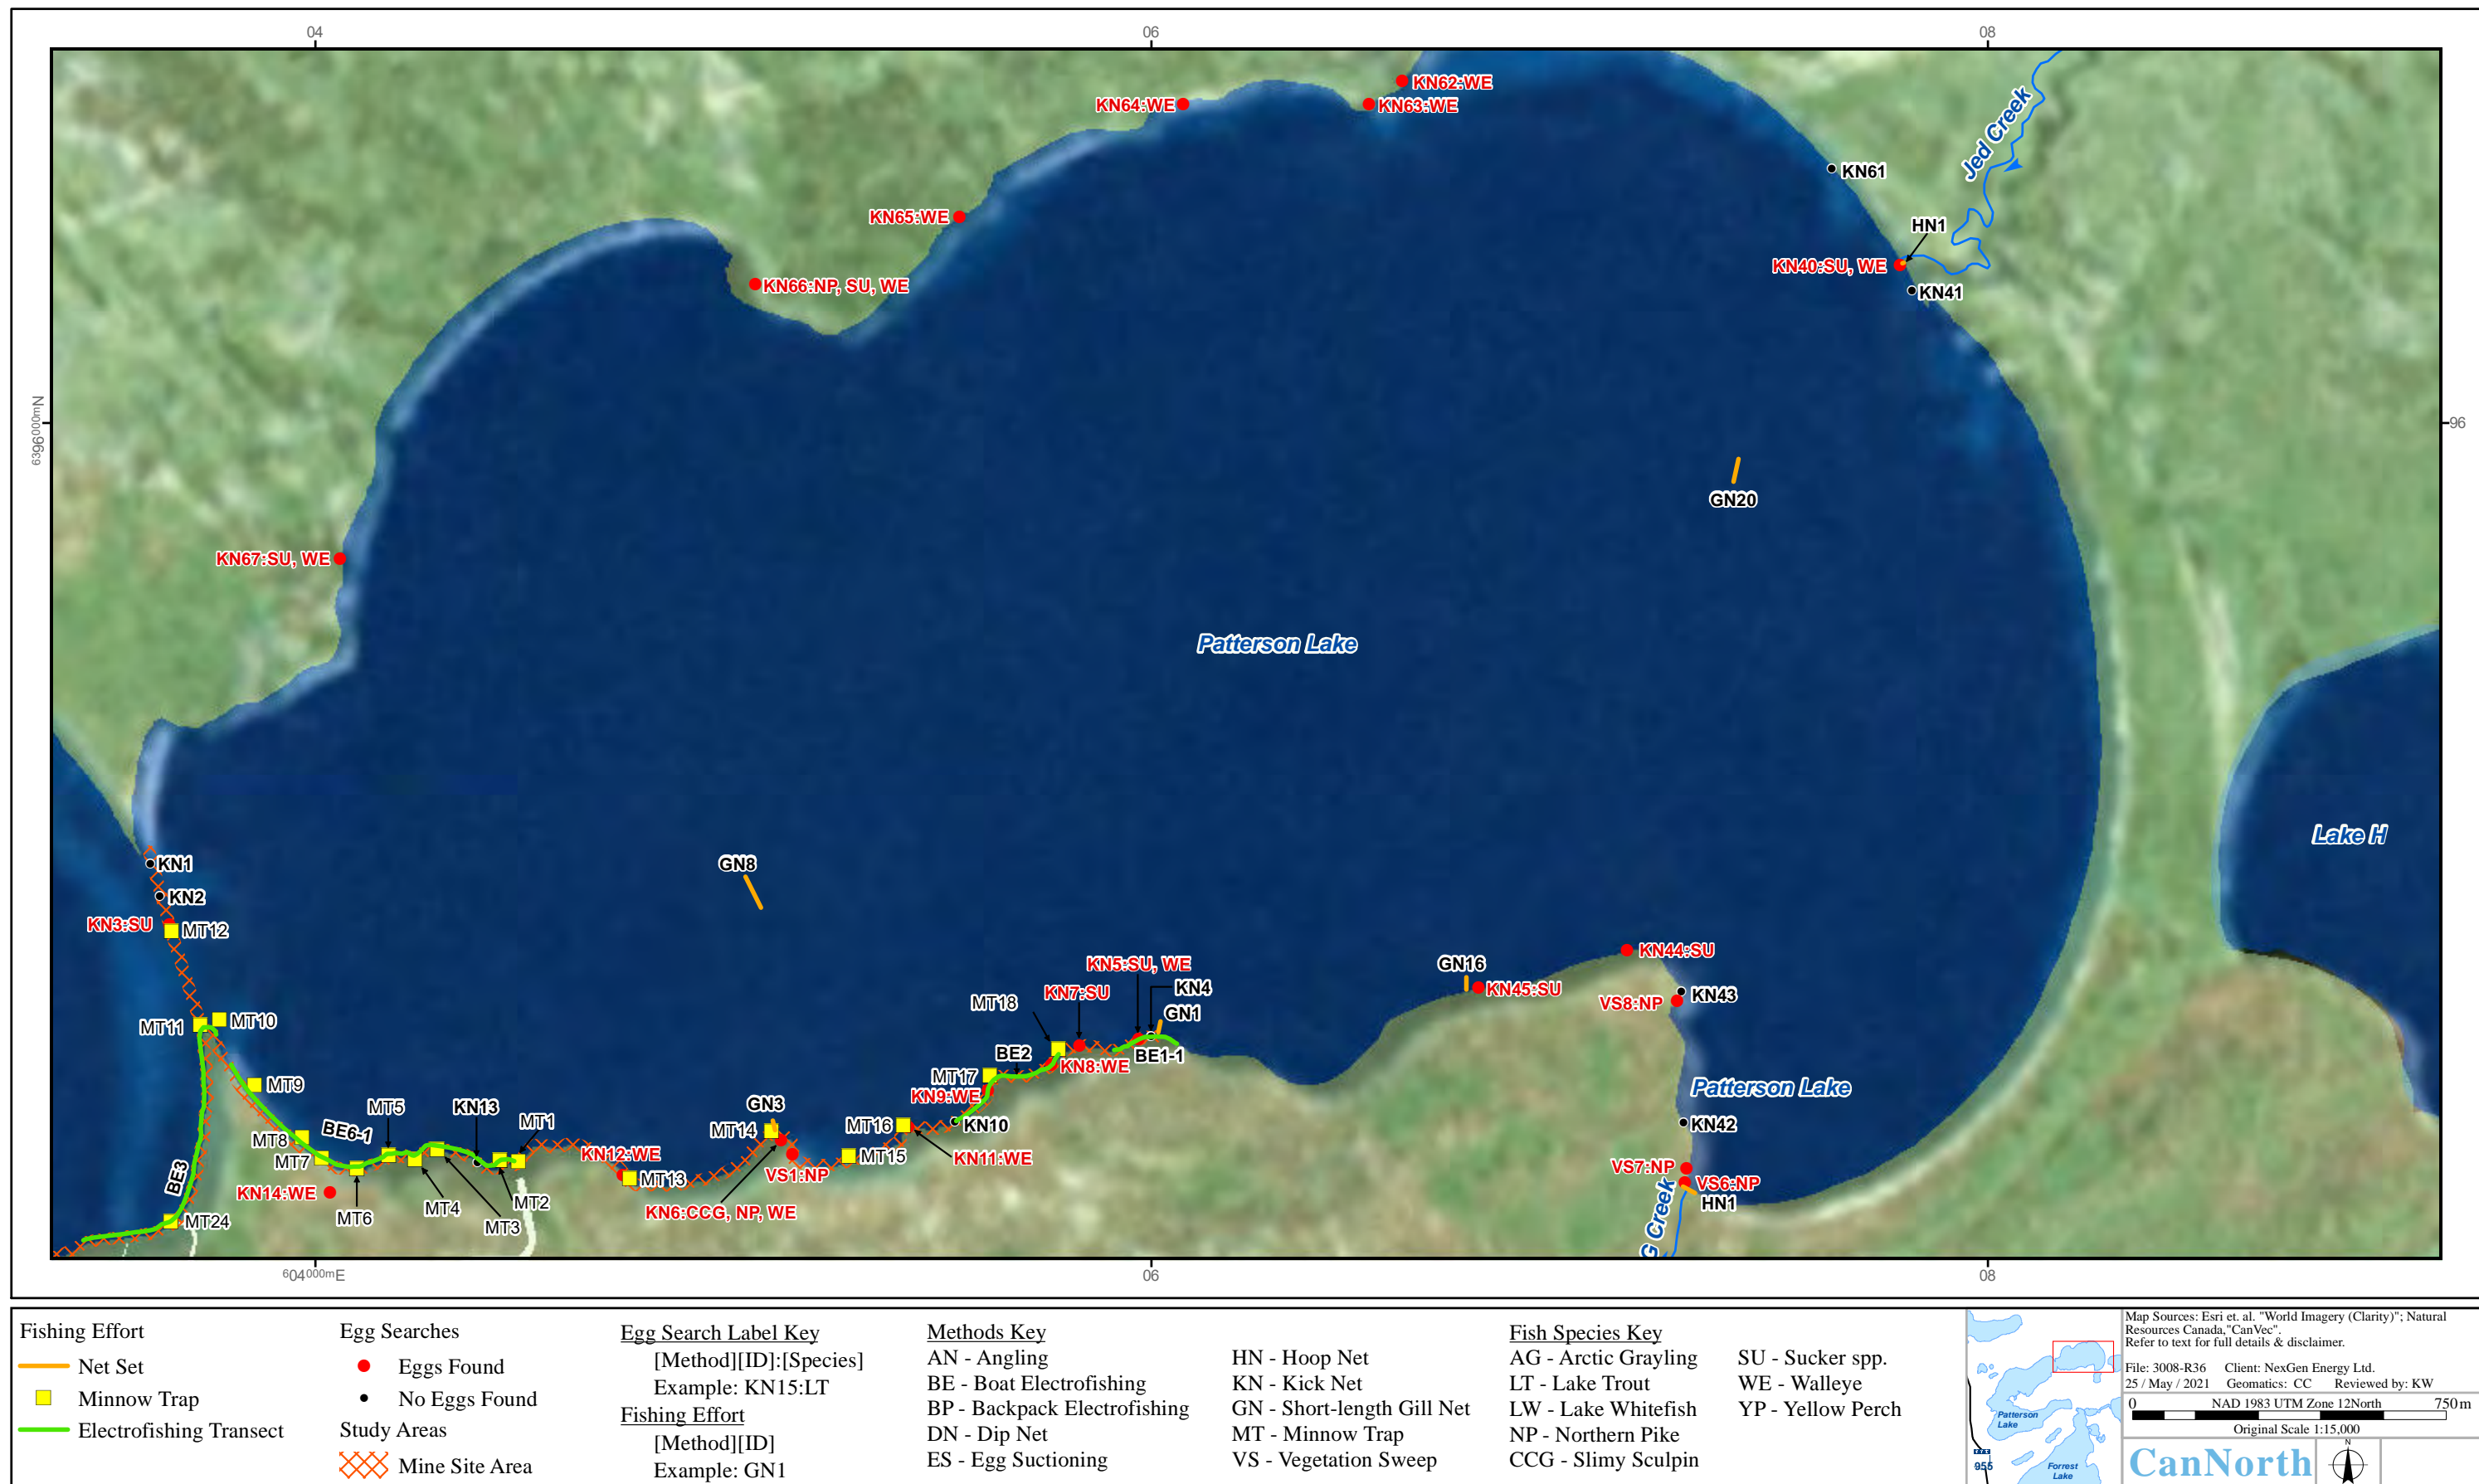 04
06
08
KN62:WE
KN64:WE
KN63:WE
Jed Creek
KN61
KN65:WE
HN1
KN40:SU, WE
KN66:NP, SU, WE
KN41
6396000mN
96
GN20
KN67:SU, WE
Patterson Lake
Lake H
GN8
KN1
KN2
KN3:SU
MT12
KN44:SU
GN16
KN5:SU, WE
KN45:SU
KN4
KN7:SU
MT18
KN43
VS8:NP
GN1
MT10
MT11
BE2
BE1-1
KN8:WE
MT17
MT9
Patterson Lake
KN9:WE
GN3
MT5
KN13
MT1
MT16
KN10
KN42
MT14
BE6-1
MT8
KN12:WE
MT15
KN11:WE
MT7
VS7:NP
BE3
MT13
VS1:NP
VS6:NP
KN14:WE
MT2
HN1
MT4
KN6:CCG, NP, WE
MT6
MT3
MT24
G Creek
604000mE
06
08
Fishing Effort
Net Set
Minnow Trap
Electrofishing Transect
Egg Searches
Eggs Found
No Eggs Found
Study Areas
Mine Site Area
Egg Search Label Key
[Method][ID]:[Species]
Example: KN15:LT
Fishing Effort
[Method][ID]
Example: GN1
Methods Key
AN - Angling
BE - Boat Electrofishing
BP - Backpack Electrofishing
DN - Dip Net
ES - Egg Suctioning
HN - Hoop Net
KN - Kick Net
GN - Short-length Gill Net
MT - Minnow Trap
VS - Vegetation Sweep
Fish Species Key
AG - Arctic Grayling
LT - Lake Trout
LW - Lake Whitefish
NP - Northern Pike
CCG - Slimy Sculpin
SU - Sucker spp.
WE - Walleye
YP - Yellow Perch
Patterson
Lake
955
Forrest
Lake
Map Sources: Esri et. al. "World Imagery (Clarity)"; Natural
Resources Canada,"CanVec".
Refer to text for full details & disclaimer.
File: 3008-R36 Client: NexGen Energy Ltd.
25 / May / 2021 Geomatics: CC Reviewed by: KW
0 NAD 1983 UTM Zone 12North 750 m
Original Scale 1:15,000
CanNorth
N